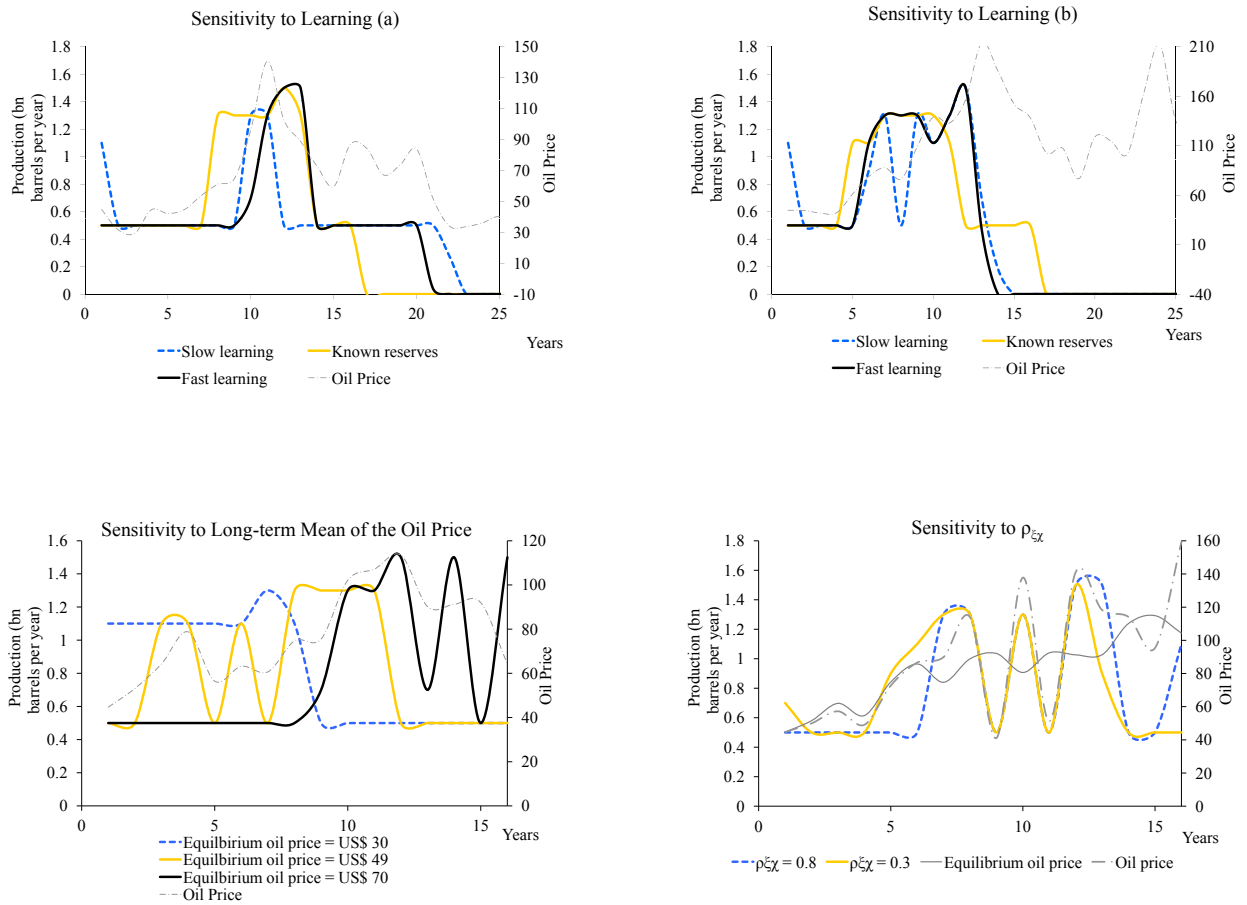 Sensitivity to Learning (a)
Production (bn
barrels per year)
1.8
1.6
1.4
1.2
1
0.8
0.6
0.4
0.2
0
150
130
110
90
70
50
30
10
-10
Oil Price
0 5 10 15 20 25
Years
Slow learning Known reserves
Fast learning Oil Price
Sensitivity to Learning (b)
Production (bn
barrels per year)
1.8
1.6
1.4
1.2
1
0.8
0.6
0.4
0.2
0
210
160
110
60
10
-40
Oil Price
0 5 10 15 20 25
Years
Slow learning Known reserves
Fast learning Oil Price
Sensitivity to Long-term Mean of the Oil Price
Production (bn
barrels per year)
1.6
1.4
1.2
1
0.8
0.6
0.4
0.2
0
120
100
80
60
40
20
0
Oil Price
0 5 10 15
Years
Equilbirium oil price = US$ 30
Equilibrium oil price = US$ 49
Equilibrium oil price = US$ 70
Oil Price
Sensitivity to ρξχ
Production (bn
barrels per year)
1.8
1.6
1.4
1.2
1
0.8
0.6
0.4
0.2
0
160
140
120
100
80
60
40
20
0
Oil Price
0 5 10 15
Years
ρξχ = 0.8 ρξχ = 0.3 Equilibrium oil price Oil price